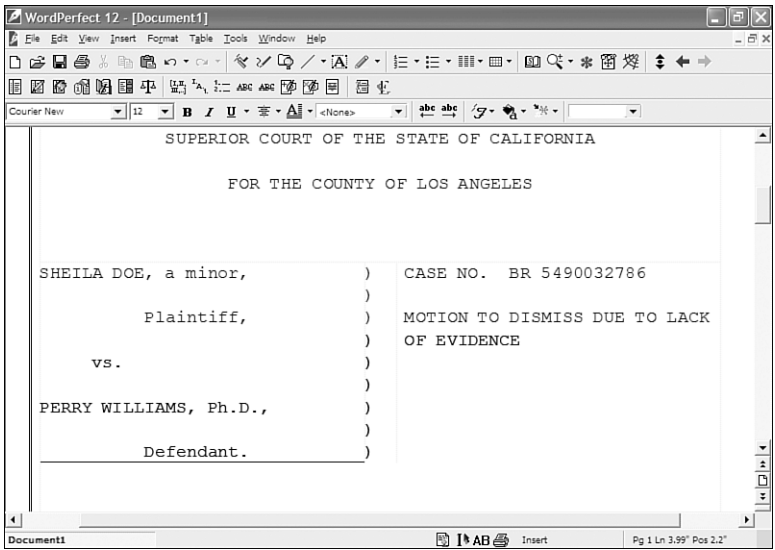 WordPerfect 12 - [Document1]
File Edit View Insert Format Table Tools Window Help
Courier New 12 B I U <None> abc abc
SUPERIOR COURT OF THE STATE OF CALIFORNIA
FOR THE COUNTY OF LOS ANGELES
SHEILA DOE, a minor, ) CASE NO. BR 5490032786
)
Plaintiff, ) MOTION TO DISMISS DUE TO LACK
) OF EVIDENCE
vs. )
)
PERRY WILLIAMS, Ph.D., )
)
Defendant. )
Document1 AB Insert Pg 1 Ln 3.99" Pos 2.2"